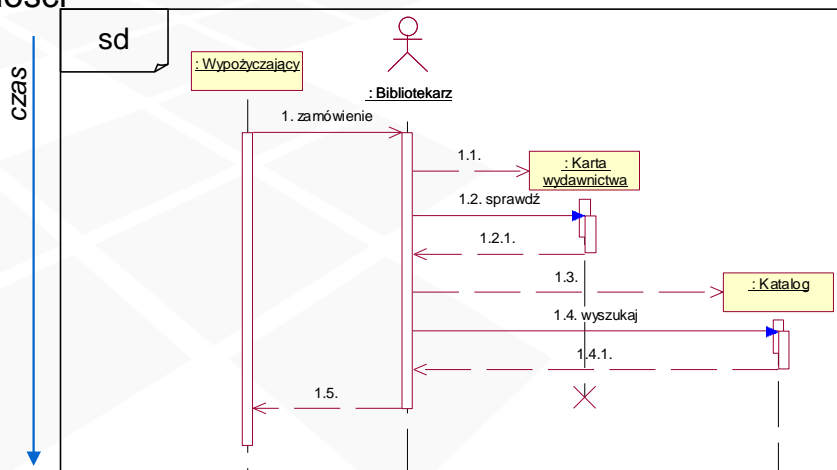 sd
czas
: Wypożyczający
: Bibliotekarz
1. zamówienie
1.1.
: Karta
wydawnictwa
1.2. sprawdź
1.2.1.
1.3.
: Katalog
1.4. wyszukaj
1.4.1.
1.5.